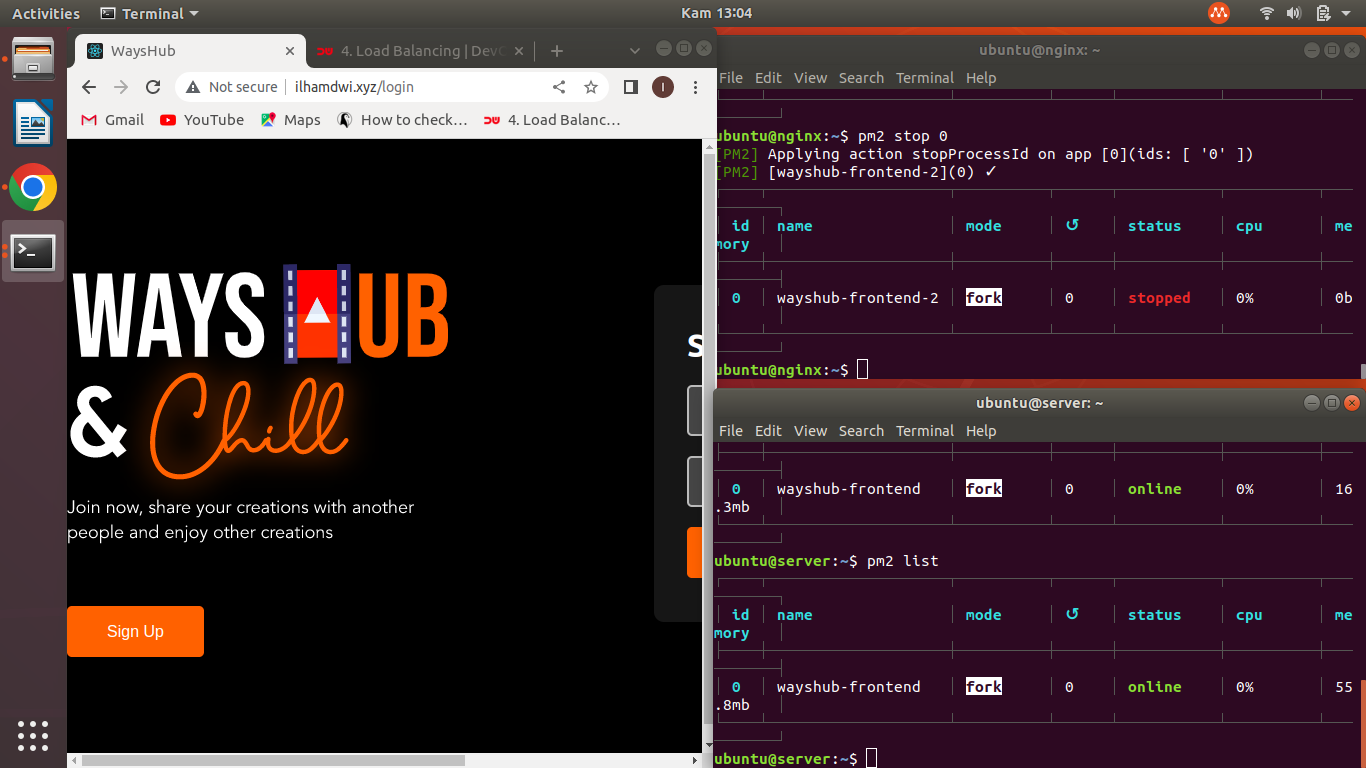 Activities
Terminal
Kam 13:04
WaysHub
4. Load Balancing | DevO
Not secure
ilhamdwi.xyz/login
I
Gmail
YouTube
Maps
How to check…
4. Load Balanc…
WAYS UB
& Chill
Join now, share your creations with another
people and enjoy other creations
Sign Up
S
ubuntu@nginx: ~
File Edit View Search Terminal Help
ubuntu@nginx:~$ pm2 stop 0
[PM2] Applying action stopProcessId on app [0](ids: [ '0' ])
[PM2] [wayshub-frontend-2](0) ✓
│ id │ name │ mode │ ↺ │ status │ cpu │ me
mory │
│ 0 │ wayshub-frontend-2 │ fork │ 0 │ stopped │ 0% │ 0b
ubuntu@nginx:~$
ubuntu@server: ~
File Edit View Search Terminal Help
│ 0 │ wayshub-frontend │ fork │ 0 │ online │ 0% │ 16
.3mb │
ubuntu@server:~$ pm2 list
│ id │ name │ mode │ ↺ │ status │ cpu │ me
mory │
│ 0 │ wayshub-frontend │ fork │ 0 │ online │ 0% │ 55
.8mb │
ubuntu@server:~$